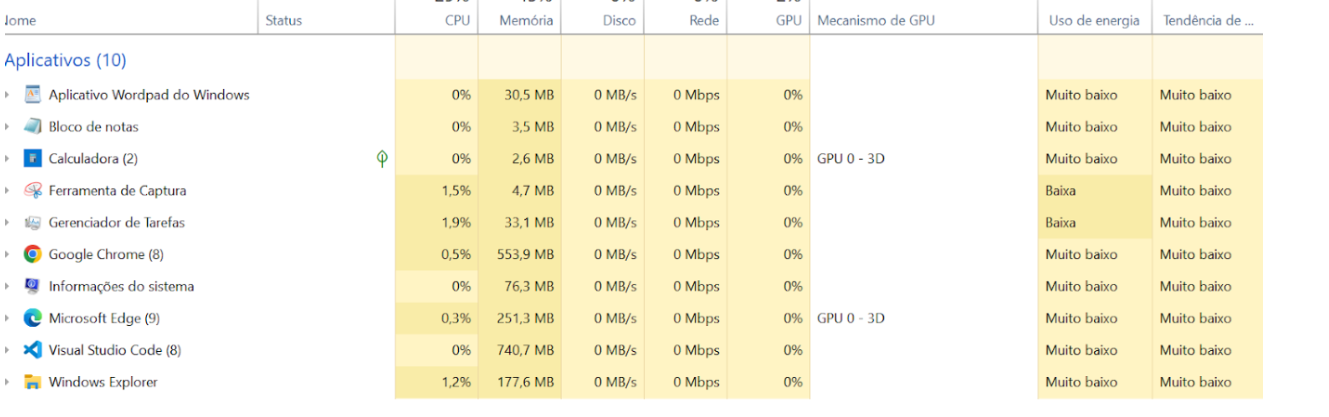 CPU Memória Disco Rede GPU Mecanismo de GPU Uso de energia Tendência de ...
Status
Aplicativos (10)
Aplicativo Wordpad do Windows 0% 30,5 MB 0 MB/s 0 Mbps 0% Muito baixo Muito baixo
Bloco de notas 0% 3,5 MB 0 MB/s 0 Mbps 0% Muito baixo Muito baixo
Calculadora (2) 0% 2,6 MB 0 MB/s 0 Mbps 0% GPU 0 - 3D Muito baixo Muito baixo
Ferramenta de Captura 1,5% 4,7 MB 0 MB/s 0 Mbps 0% Baixa Muito baixo
Gerenciador de Tarefas 1,9% 33,1 MB 0 MB/s 0 Mbps 0% Baixa Muito baixo
Google Chrome (8) 0,5% 553,9 MB 0 MB/s 0 Mbps 0% Muito baixo Muito baixo
Informações do sistema 0% 76,3 MB 0 MB/s 0 Mbps 0% Muito baixo Muito baixo
Microsoft Edge (9) 0,3% 251,3 MB 0 MB/s 0 Mbps 0% GPU 0 - 3D Muito baixo Muito baixo
Visual Studio Code (8) 0% 740,7 MB 0 MB/s 0 Mbps 0% Muito baixo Muito baixo
Windows Explorer 1,2% 177,6 MB 0 MB/s 0 Mbps 0% Muito baixo Muito baixo